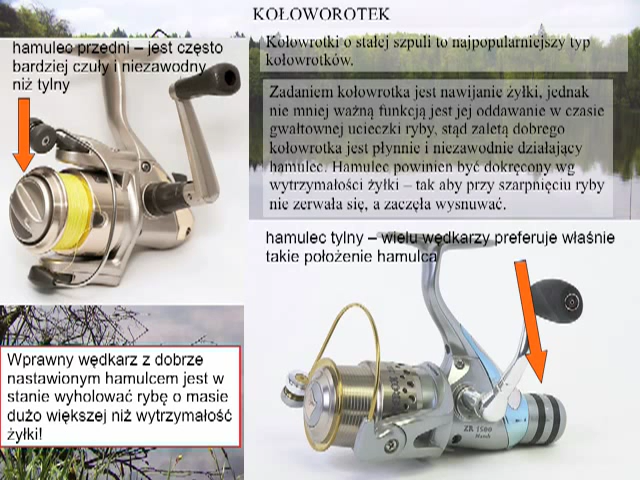 KOŁOWOROTEK
hamulec przedni – jest często
bardziej czuły i niezawodny
niż tylny
Kołowrotki o stałej szpuli to najpopularniejszy typ
kołowrotków.
Zadaniem kołowrotka jest nawijanie żyłki, jednak
nie mniej ważną funkcją jest jej oddawanie w czasie
gwałtownej ucieczki ryby, stąd zaletą dobrego
kołowrotka jest płynnie i niezawodnie działający
hamulec. Hamulec powinien być dokręcony wg
wytrzymałości żyłki – tak aby przy szarpnięciu ryby
nie zerwała się, a zaczęła wysnuwać.
hamulec tylny – wielu wędkarzy preferuje właśnie
takie położenie hamulca
Wprawny wędkarz z dobrze
nastawionym hamulcem jest w
stanie wyholować rybę o masie
dużo większej niż wytrzymałość
żyłki!
ZR 1500